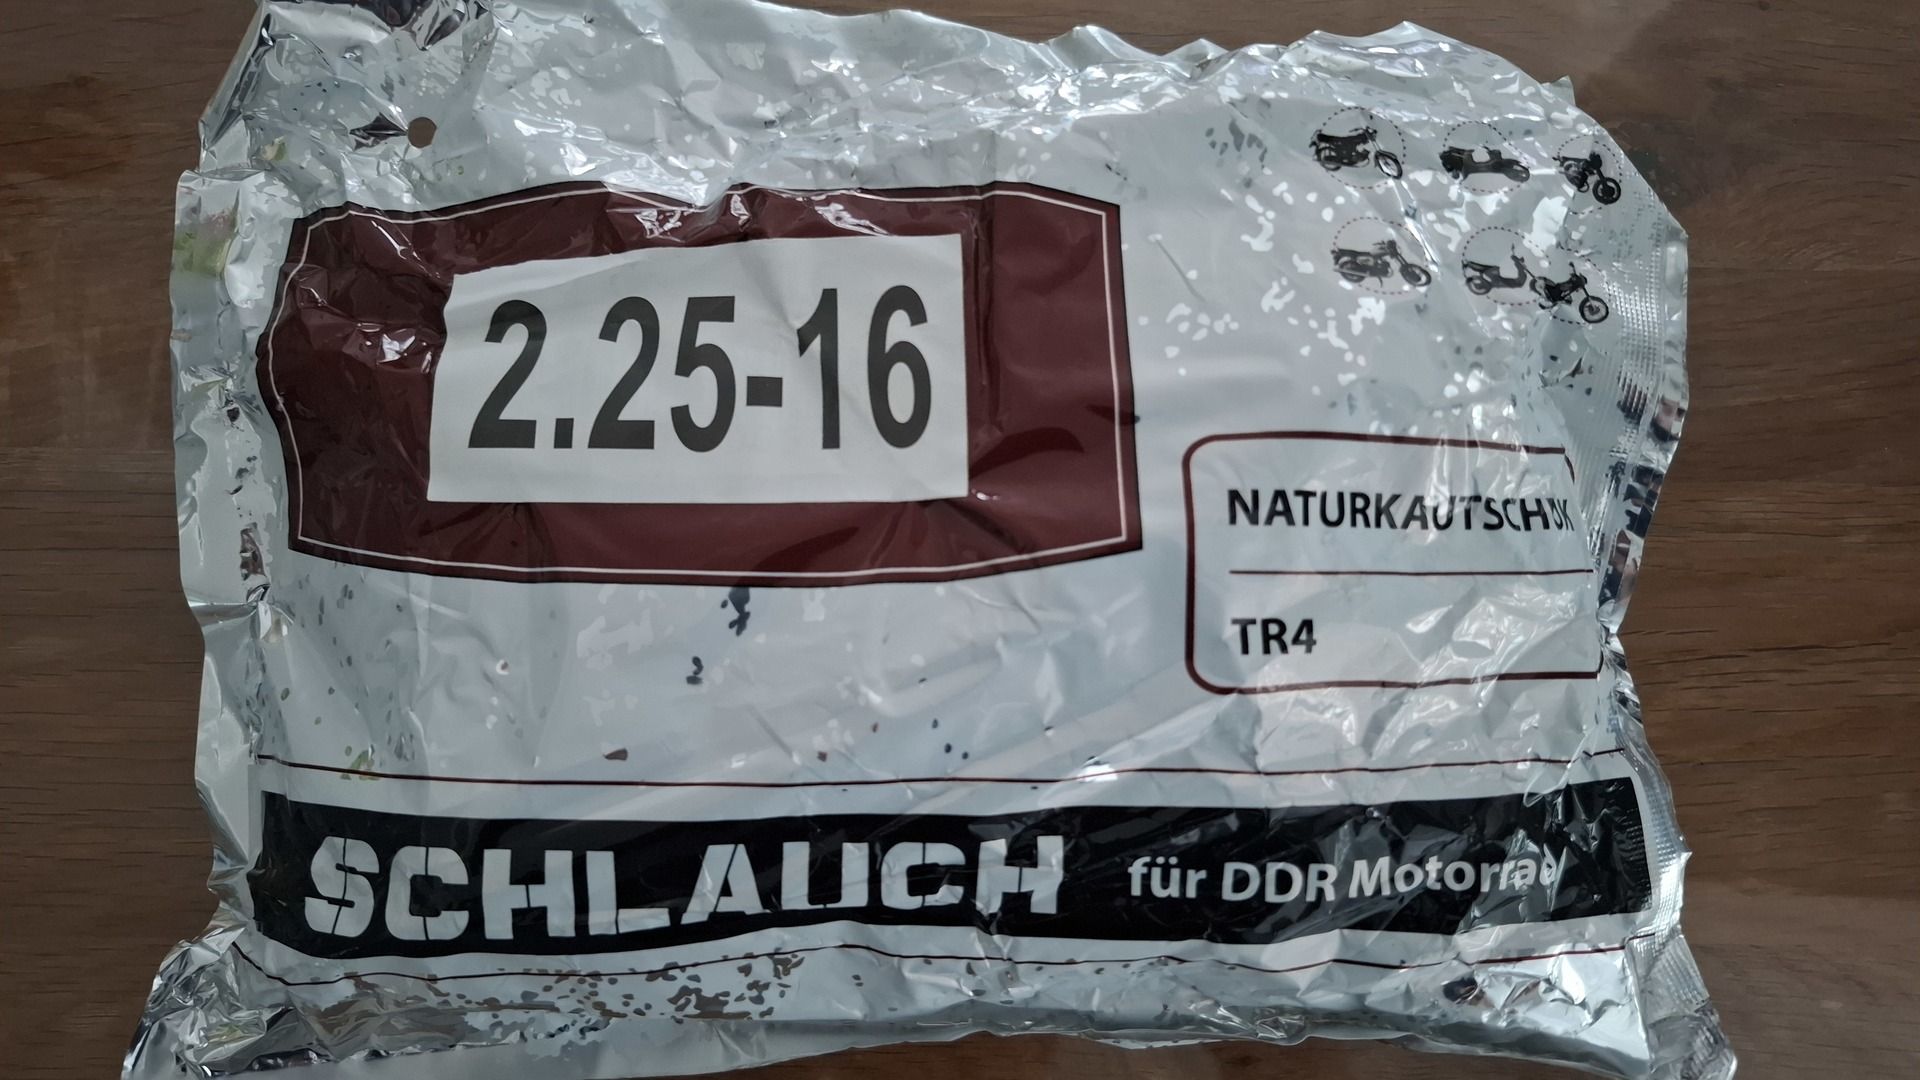 2.25-16
NATURKAUTSCHUK
TR4
SCHLAUCH für DDR Motorrad